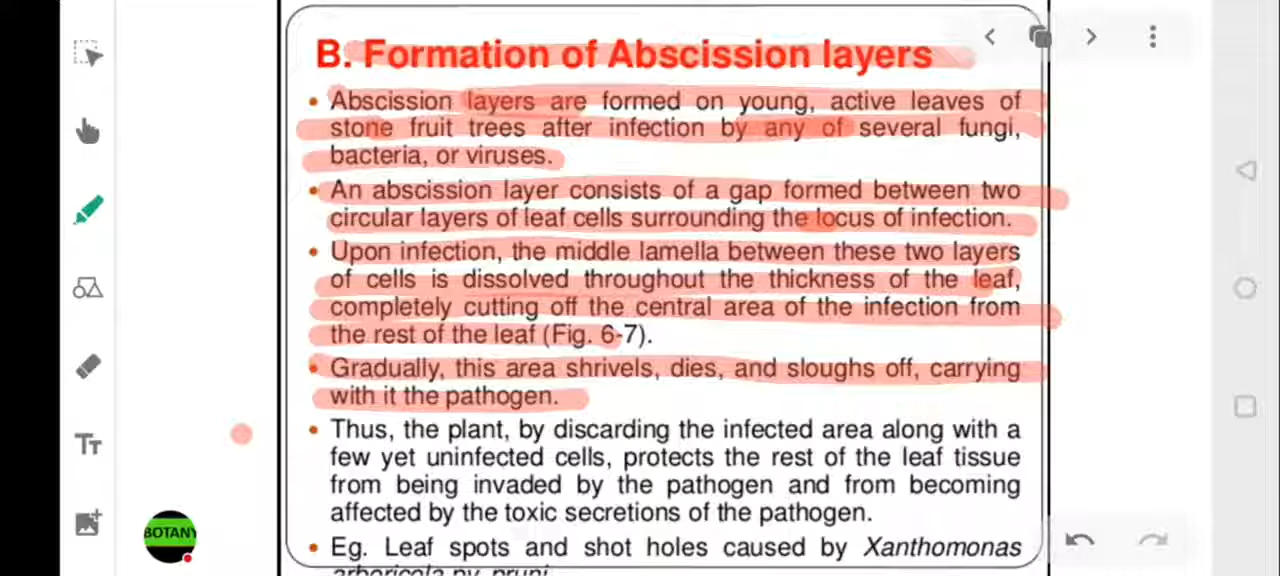 B. Formation of Abscission layers
• Abscission layers are formed on young, active leaves of
stone fruit trees after infection by any of several fungi,
bacteria, or viruses.
• An abscission layer consists of a gap formed between two
circular layers of leaf cells surrounding the locus of infection.
• Upon infection, the middle lamella between these two layers
of cells is dissolved throughout the thickness of the leaf,
completely cutting off the central area of the infection from
the rest of the leaf (Fig. 6-7).
• Gradually, this area shrivels, dies, and sloughs off, carrying
with it the pathogen.
• Thus, the plant, by discarding the infected area along with a
few yet uninfected cells, protects the rest of the leaf tissue
from being invaded by the pathogen and from becoming
affected by the toxic secretions of the pathogen.
• Eg. Leaf spots and shot holes caused by Xanthomonas
arboricola pv. pruni
TT
BOTANY